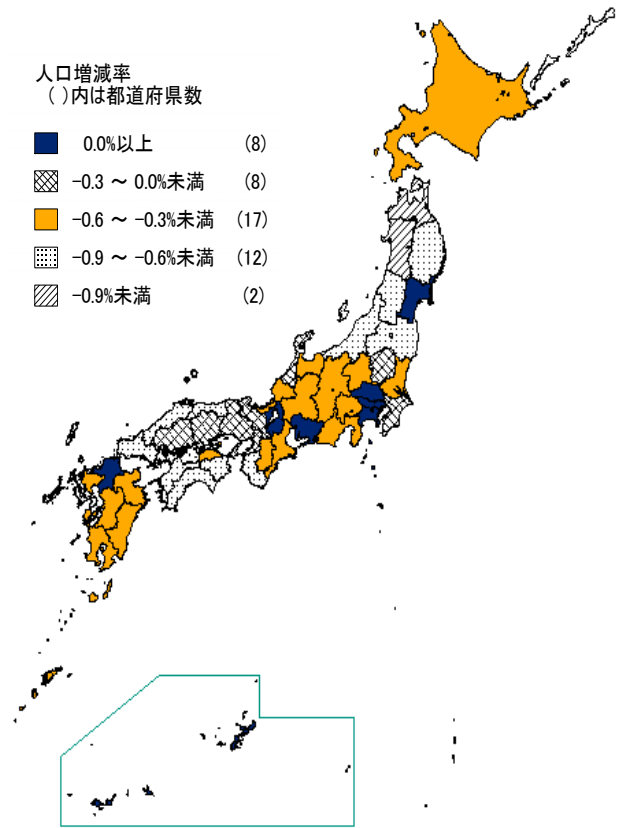 人口増減率
( )内は都道府県数
0.0%以上 (8)
-0.3 ～ 0.0%未満 (8)
-0.6 ～ -0.3%未満 (17)
-0.9 ～ -0.6%未満 (12)
-0.9%未満 (2)